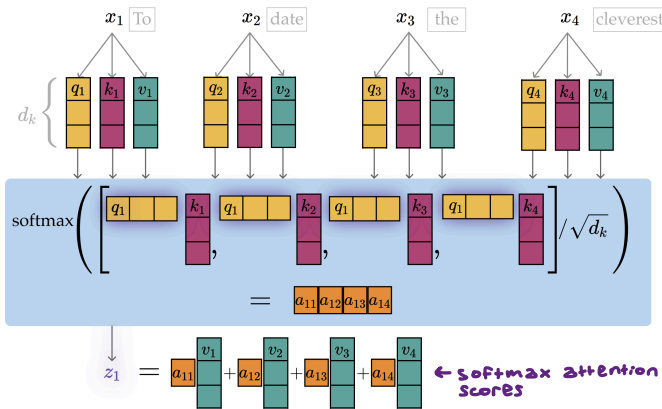 x₁ To x₂ date x₃ the x₄ cleverest
q₁ k₁ v₁ q₂ k₂ v₂ q₃ k₃ v₃ q₄ k₄ v₄
dₖ
softmax([q₁ k₁, q₁ k₂, q₁ k₃, q₁ k₄]/√dₖ)
= a₁₁ a₁₂ a₁₃ a₁₄
z₁ = a₁₁ v₁ + a₁₂ v₂ + a₁₃ v₃ + a₁₄ v₄
← softmax attention
scores